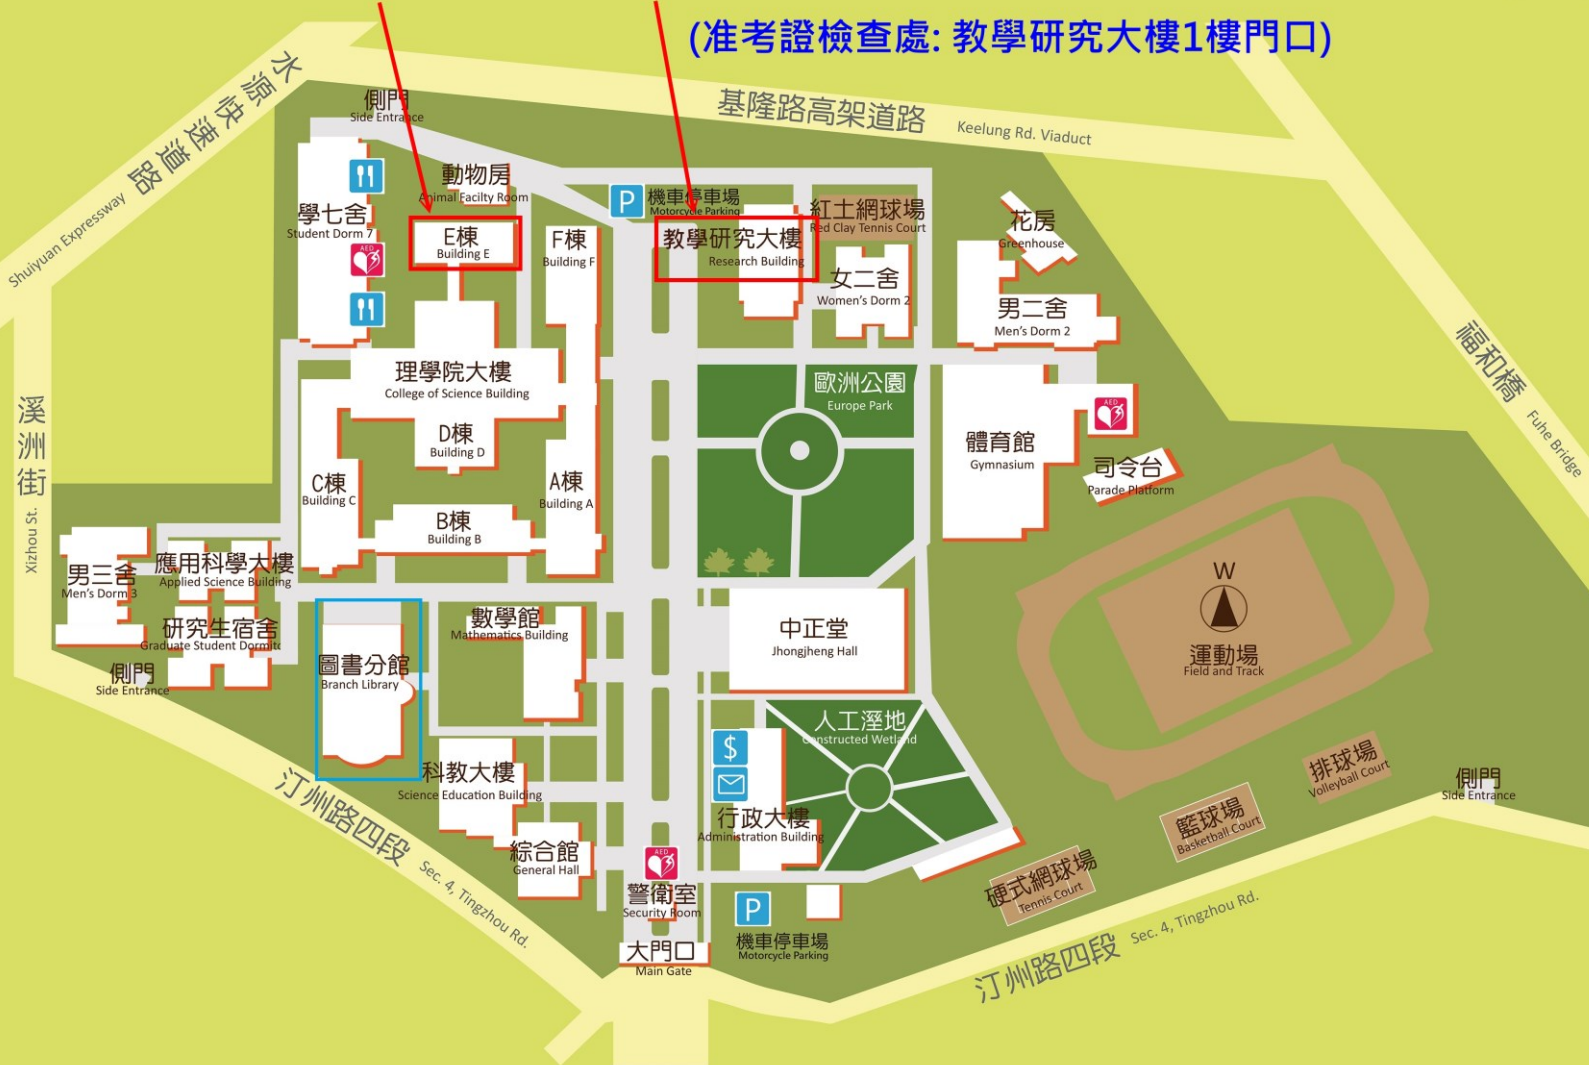 (准考證檢查處: 教學研究大樓1樓門口)
水源快速道路
Shuiyuan Expressway
側門
Side Entrance
基隆路高架道路
Keelung Rd. Viaduct
動物房
Animal Facilty Room
P
機車停車場
Motorcycle Parking
學七舍
Student Dorm 7
AED
E棟
Building E
F棟
Building F
教學研究大樓
Research Building
紅土網球場
Red Clay Tennis Court
女二舍
Women's Dorm 2
花房
Greenhouse
男二舍
Men's Dorm 2
福和橋
Fuhe Bridge
理學院大樓
College of Science Building
歐洲公園
Europe Park
AED
體育館
Gymnasium
司令台
Parade Platform
溪洲街
Xizhou St.
D棟
Building D
C棟
Building C
A棟
Building A
B棟
Building B
男三舍
Men's Dorm 3
應用科學大樓
Applied Science Building
研究生宿舍
Graduate Student Dormito
側門
Side Entrance
圖書分館
Branch Library
數學館
Mathematics Building
中正堂
Jhongjheng Hall
W
運動場
Field and Track
人工溼地
Constructed Wetland
$
行政大樓
Administration Building
科教大樓
Science Education Building
綜合館
General Hall
AED
警衛室
Security Room
大門口
Main Gate
P
機車停車場
Motorcycle Parking
排球場
Volleyball Court
籃球場
Basketball Court
硬式網球場
Tennis Court
側門
Side Entrance
汀州路四段
Sec. 4, Tingzhou Rd.
汀州路四段
Sec. 4, Tingzhou Rd.